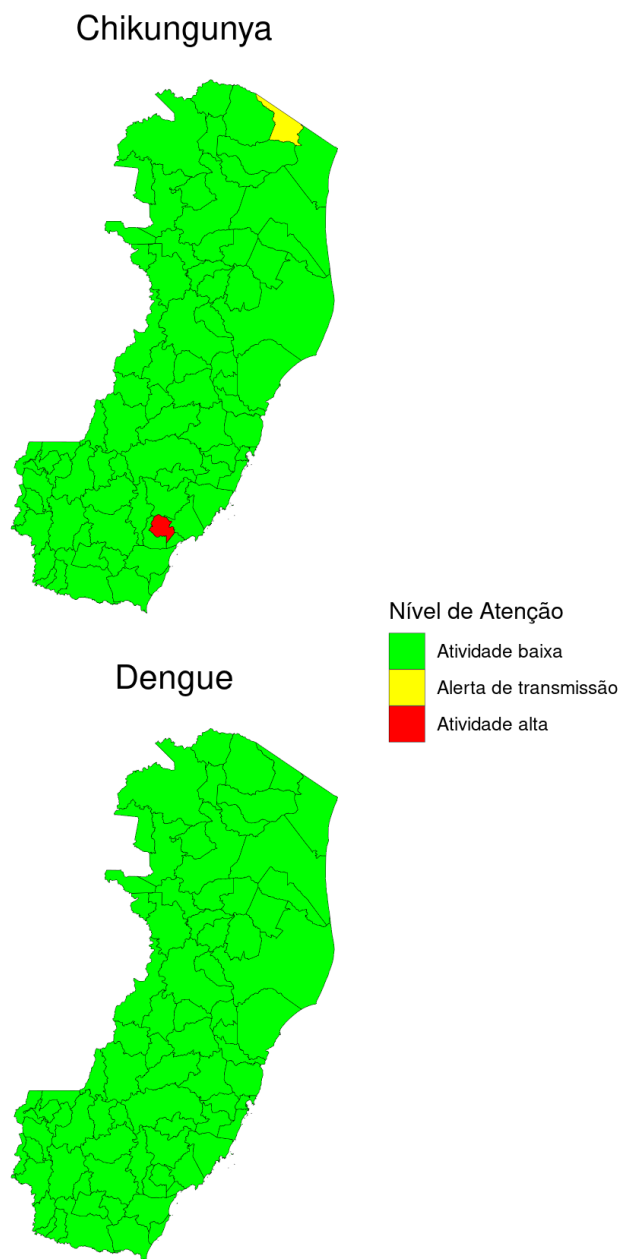 Chikungunya
Nível de Atenção
Atividade baixa
Alerta de transmissão
Atividade alta
Dengue